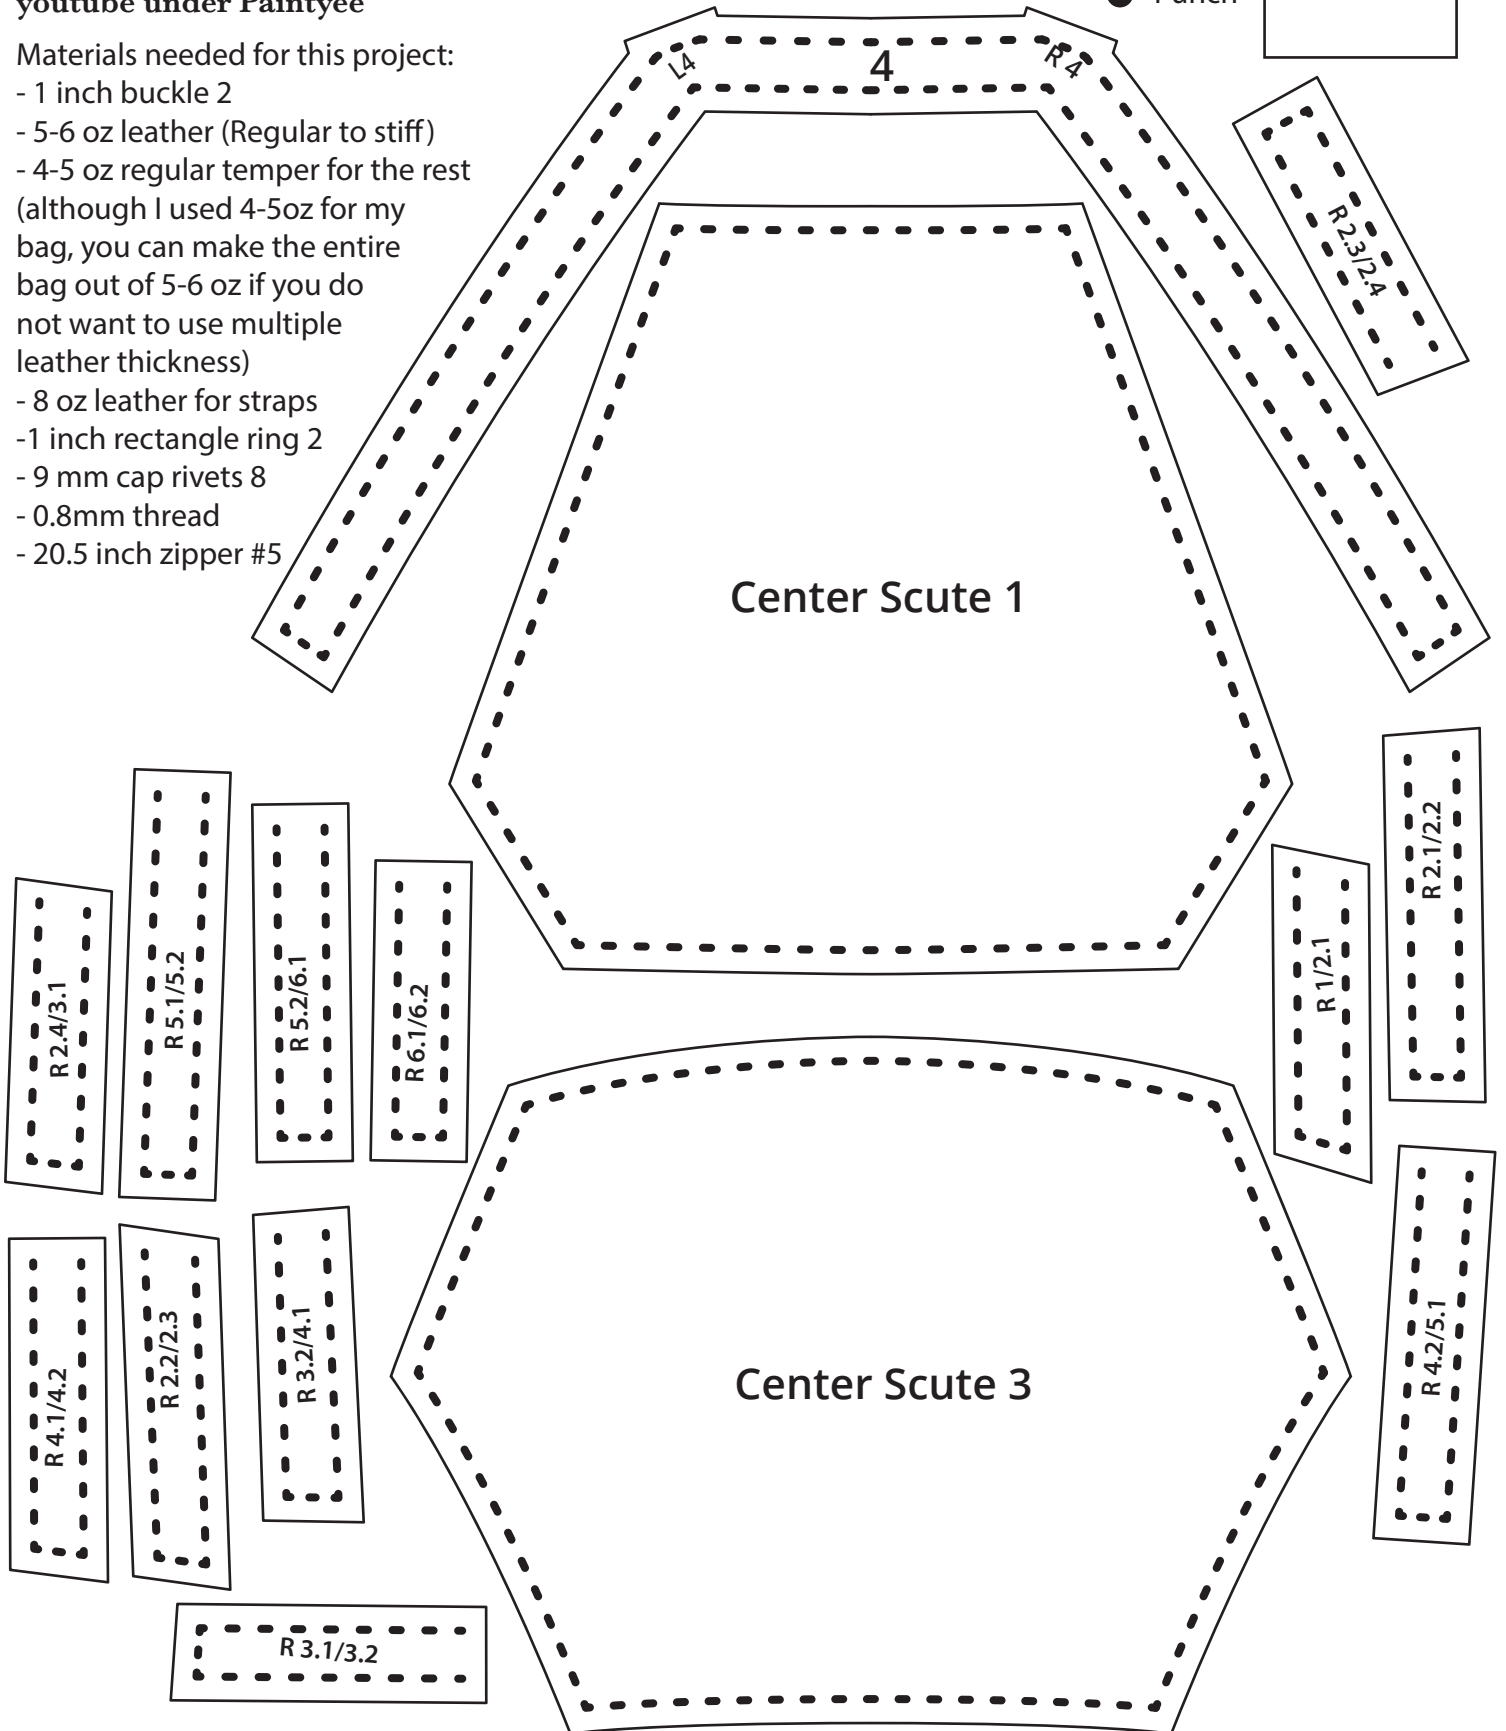 youtube under Paintyee
Punch
Materials needed for this project:
- 1 inch buckle 2
- 5-6 oz leather (Regular to stiff)
- 4-5 oz regular temper for the rest
(although I used 4-5oz for my
bag, you can make the entire
bag out of 5-6 oz if you do
not want to use multiple
leather thickness)
- 8 oz leather for straps
-1 inch rectangle ring 2
- 9 mm cap rivets 8
- 0.8mm thread
- 20.5 inch zipper #5
L4
4
R 4
R 2.3/2.4
Center Scute 1
R 2.1/2.2
R 1/2.1
R 2.4/3.1
R 5.1/5.2
R 5.2/6.1
R 6.1/6.2
R 4.1/4.2
R 2.2/2.3
R 3.2/4.1
Center Scute 3
R 4.2/5.1
R 3.1/3.2